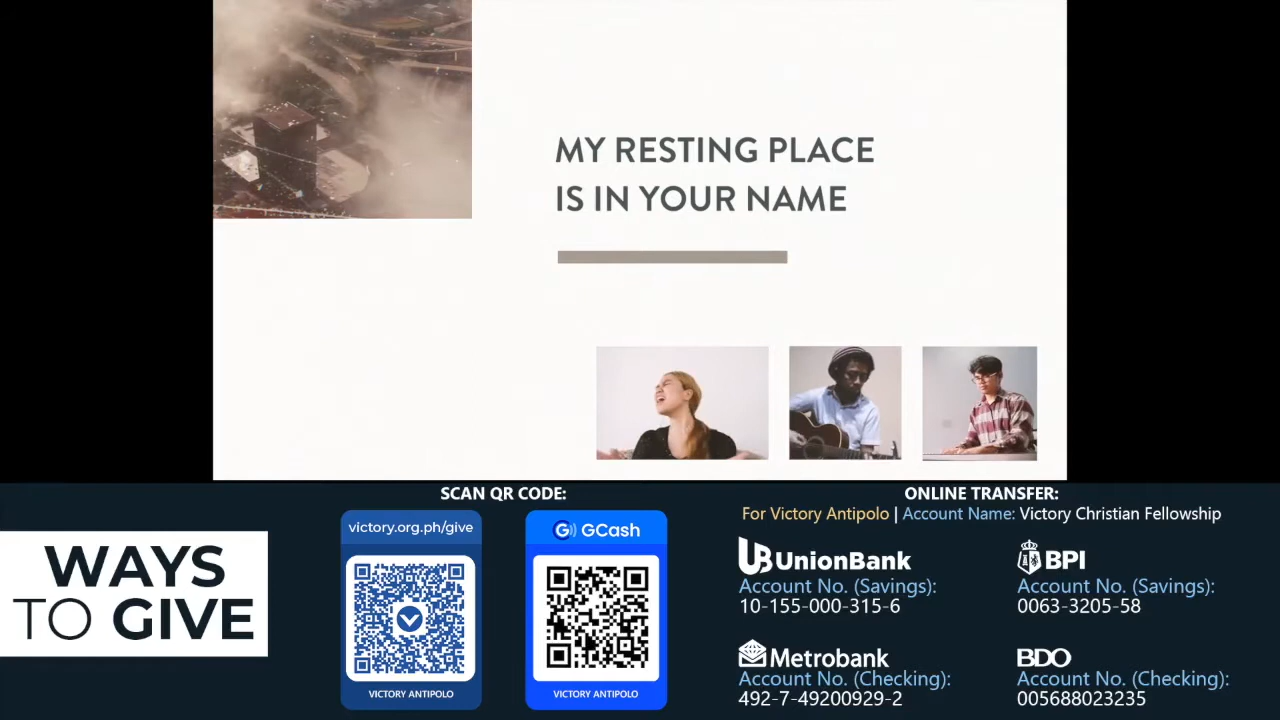 MY RESTING PLACE
IS IN YOUR NAME
WAYS
TO GIVE
SCAN QR CODE:
victory.org.ph/give
VICTORY ANTIPOLO
G GCash
VICTORY ANTIPOLO
ONLINE TRANSFER:
For Victory Antipolo | Account Name: Victory Christian Fellowship
UB UnionBank
Account No. (Savings):
10-155-000-315-6
BPI
Account No. (Savings):
0063-3205-58
Metrobank
Account No. (Checking):
492-7-49200929-2
BDO
Account No. (Checking):
005688023235